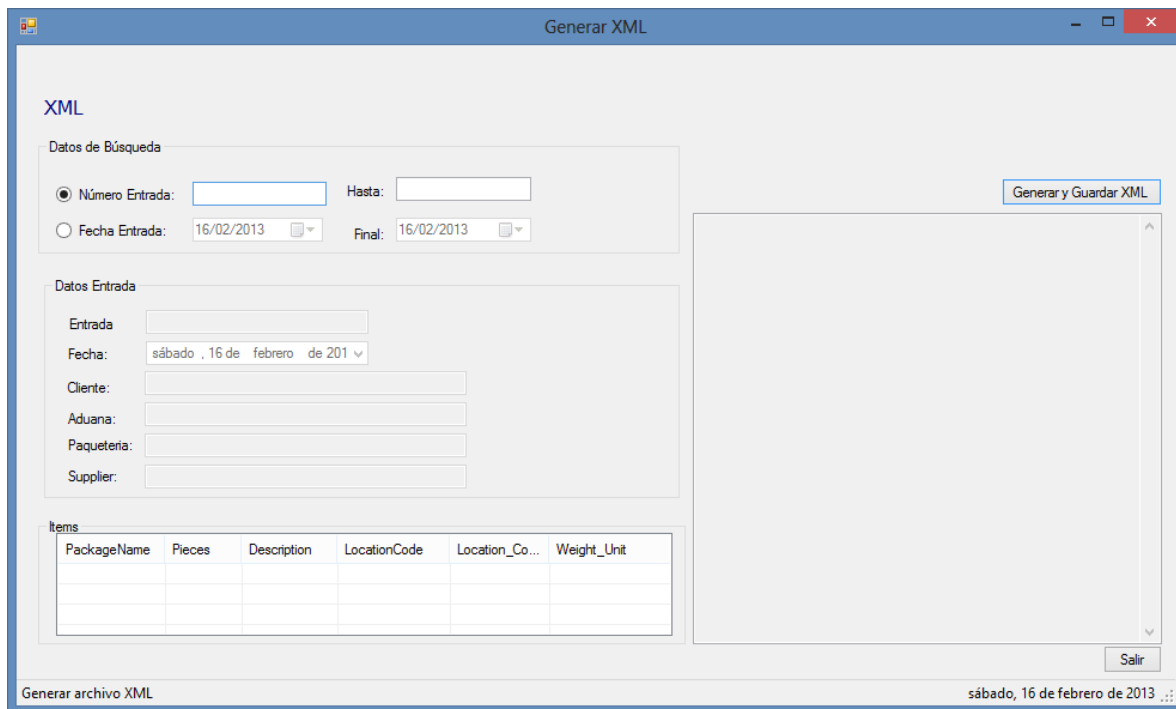 Generar XML
XML
Datos de Búsqueda
Número Entrada:
Hasta:
Fecha Entrada: 16/02/2013
Final: 16/02/2013
Generar y Guardar XML
Datos Entrada
Entrada
Fecha: sábado , 16 de febrero de 201
Cliente:
Aduana:
Paqueteria:
Supplier:
Items
PackageName Pieces Description LocationCode Location_Co... Weight_Unit
Salir
Generar archivo XML
sábado, 16 de febrero de 2013